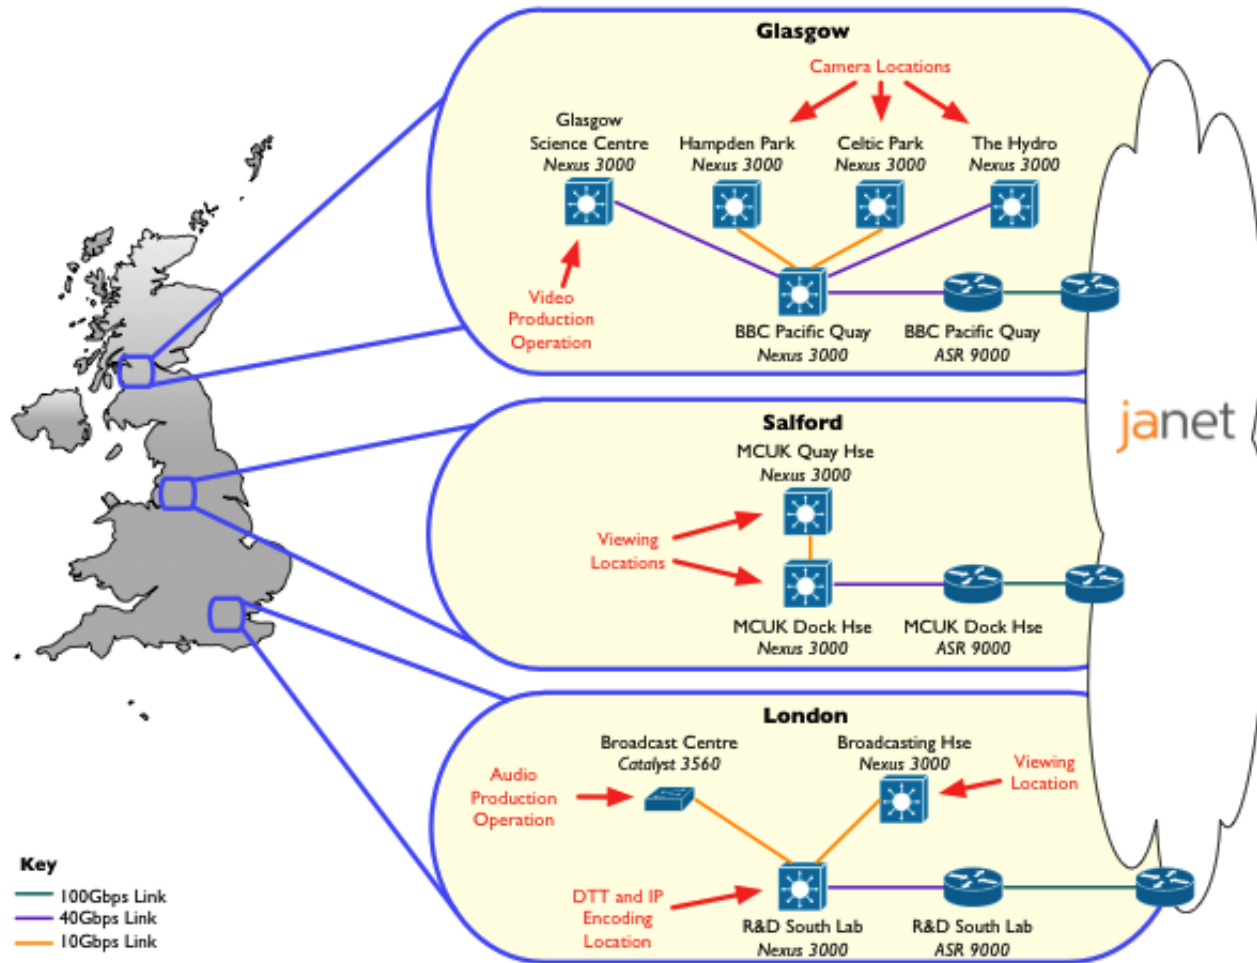 Glasgow
Camera Locations
Glasgow
Science Centre
Nexus 3000
Hampden Park
Nexus 3000
Celtic Park
Nexus 3000
The Hydro
Nexus 3000
Video
Production
Operation
BBC Pacific Quay
Nexus 3000
BBC Pacific Quay
ASR 9000
janet
Salford
MCUK Quay Hse
Nexus 3000
Viewing
Locations
MCUK Dock Hse
Nexus 3000
MCUK Dock Hse
ASR 9000
London
Broadcast Centre
Catalyst 3560
Broadcasting Hse
Nexus 3000
Viewing
Location
Audio
Production
Operation
DTT and IP
Encoding
Location
R&D South Lab
Nexus 3000
R&D South Lab
ASR 9000
Key
100Gbps Link
40Gbps Link
10Gbps Link